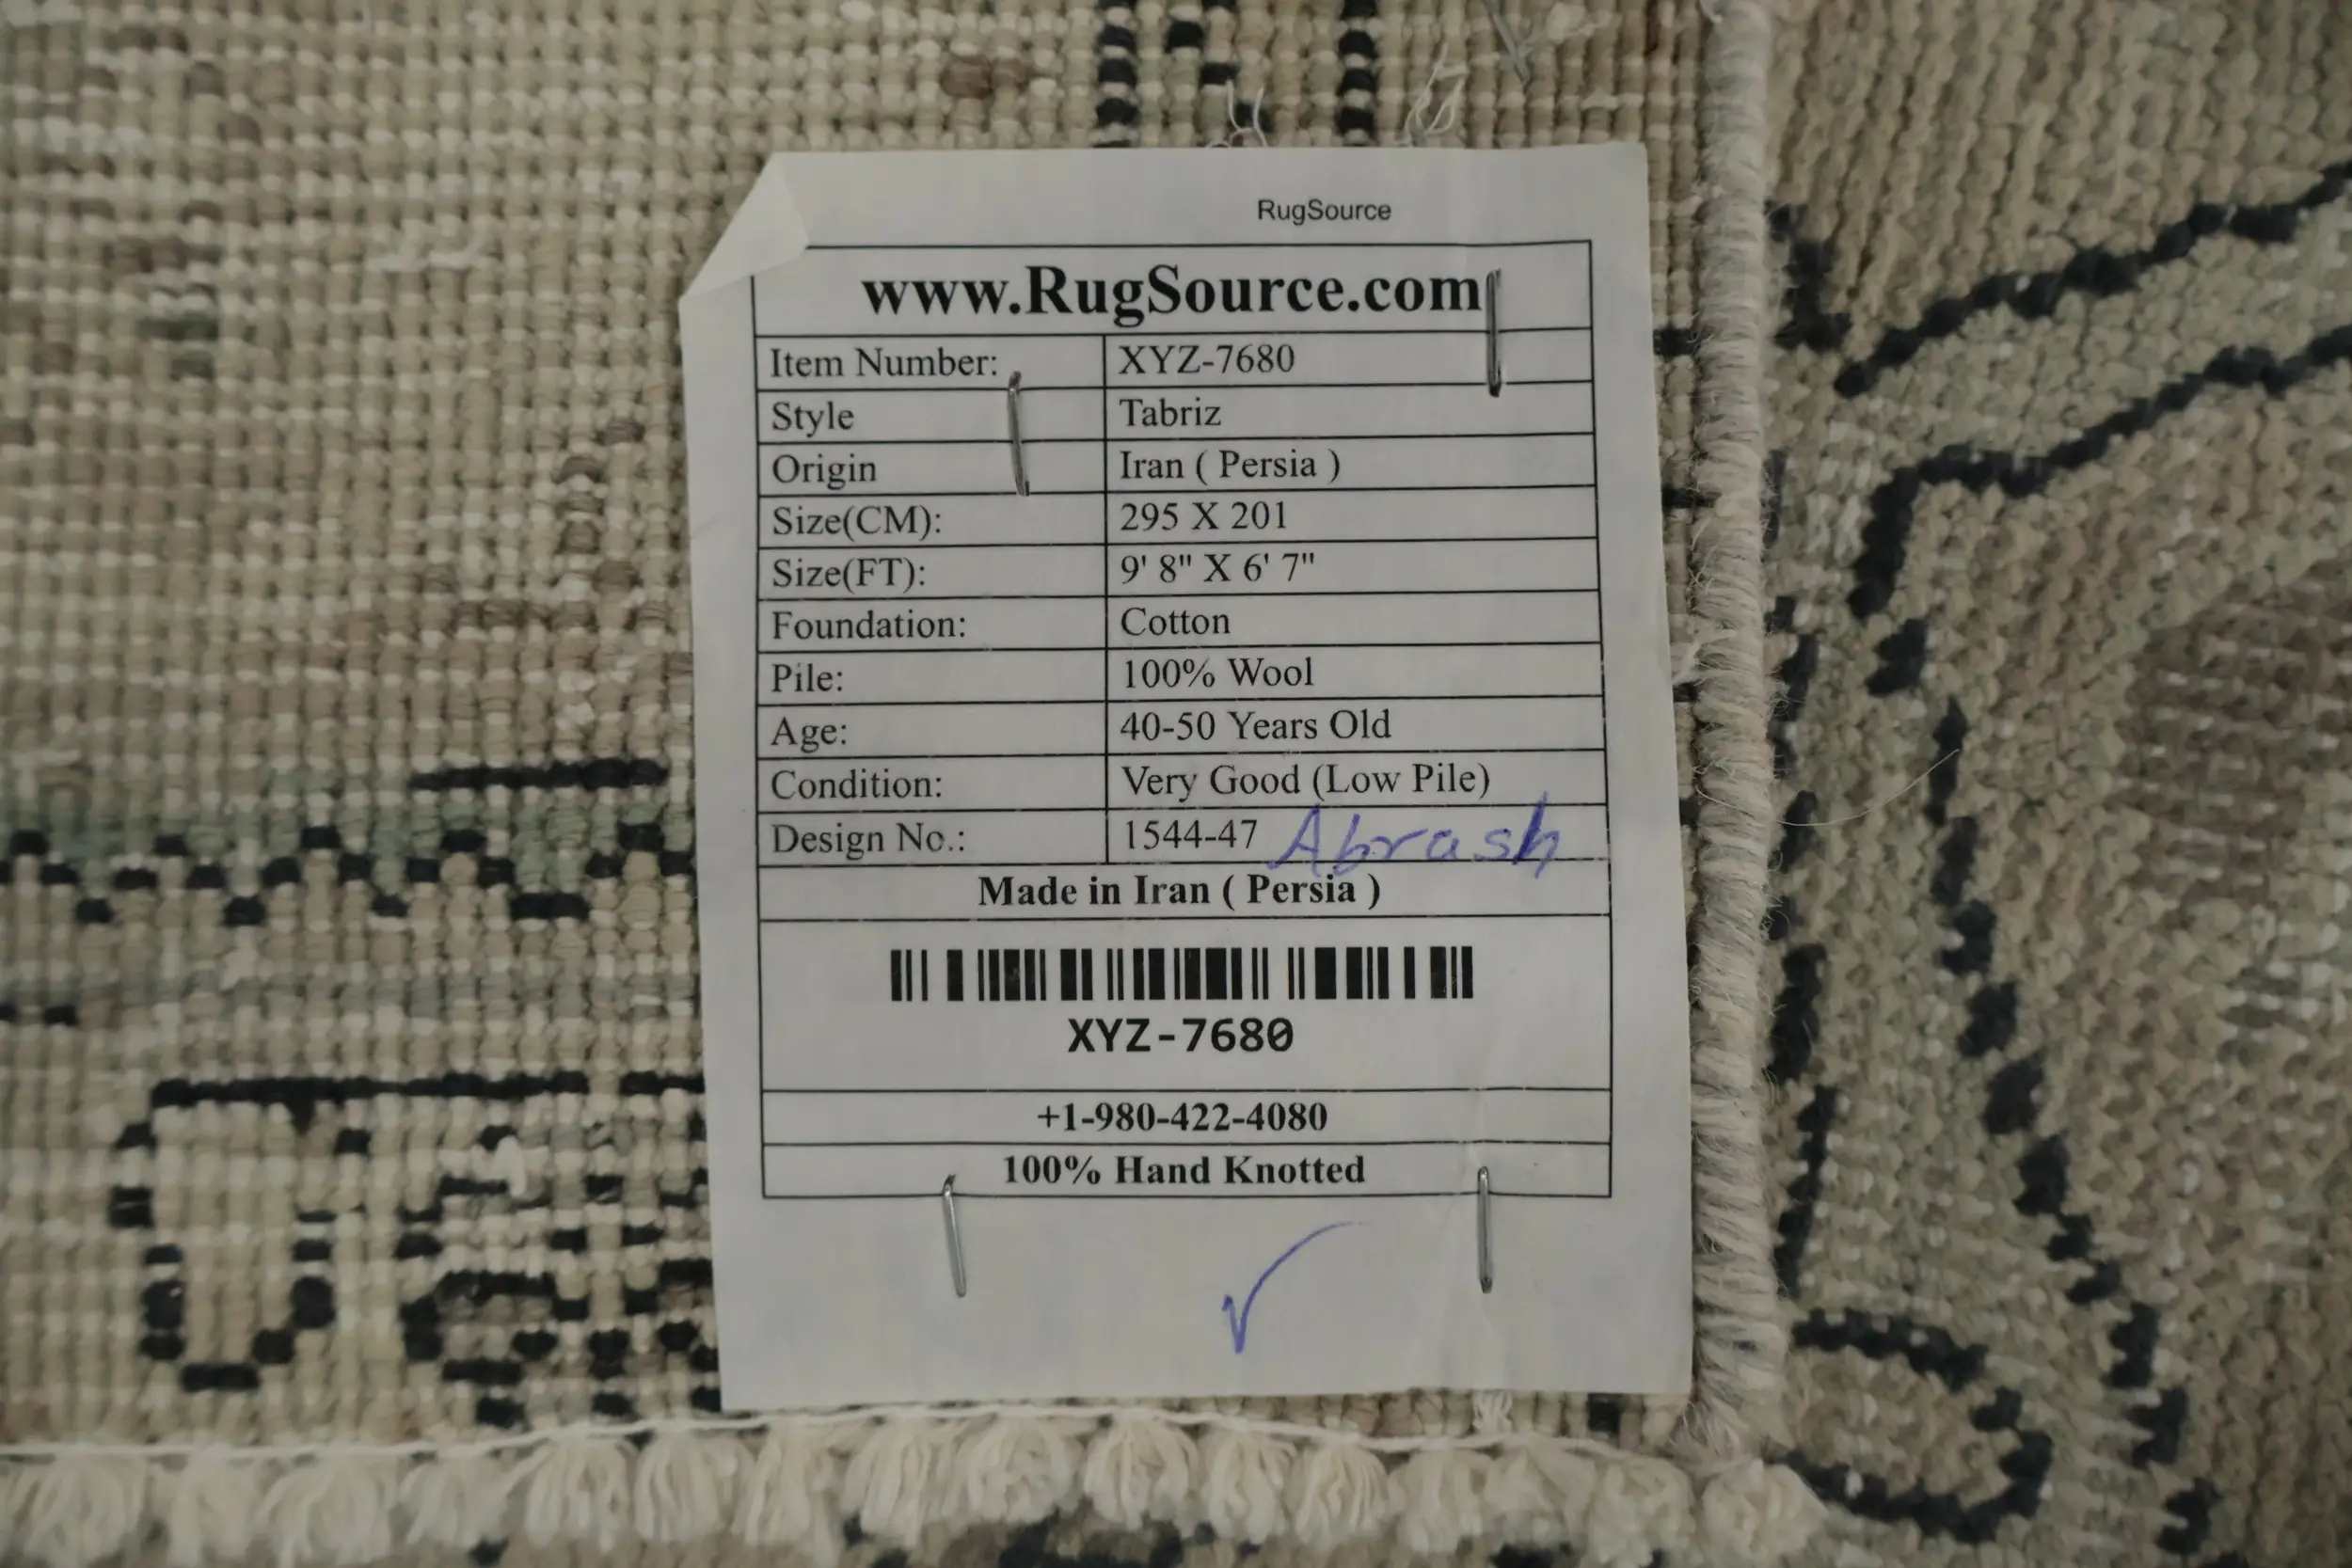 RugSource
www.RugSource.com
Item Number: XYZ-7680
Style Tabriz
Origin Iran ( Persia )
Size(CM): 295 X 201
Size(FT): 9' 8" X 6' 7"
Foundation: Cotton
Pile: 100% Wool
Age: 40-50 Years Old
Condition: Very Good (Low Pile)
Design No.: 1544-47 Abrash
Made in Iran ( Persia )
XYZ-7680
+1-980-422-4080
100% Hand Knotted